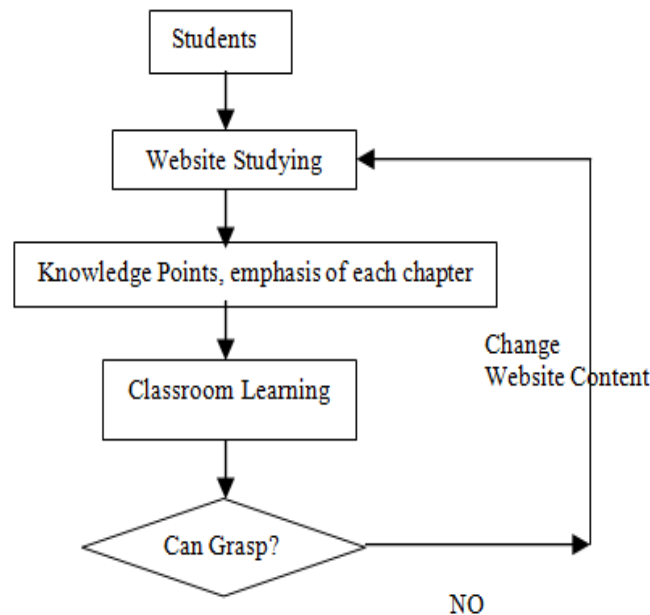 Students
Website Studying
Knowledge Points, emphasis of each chapter
Change
Website Content
Classroom Learning
Can Grasp?
NO